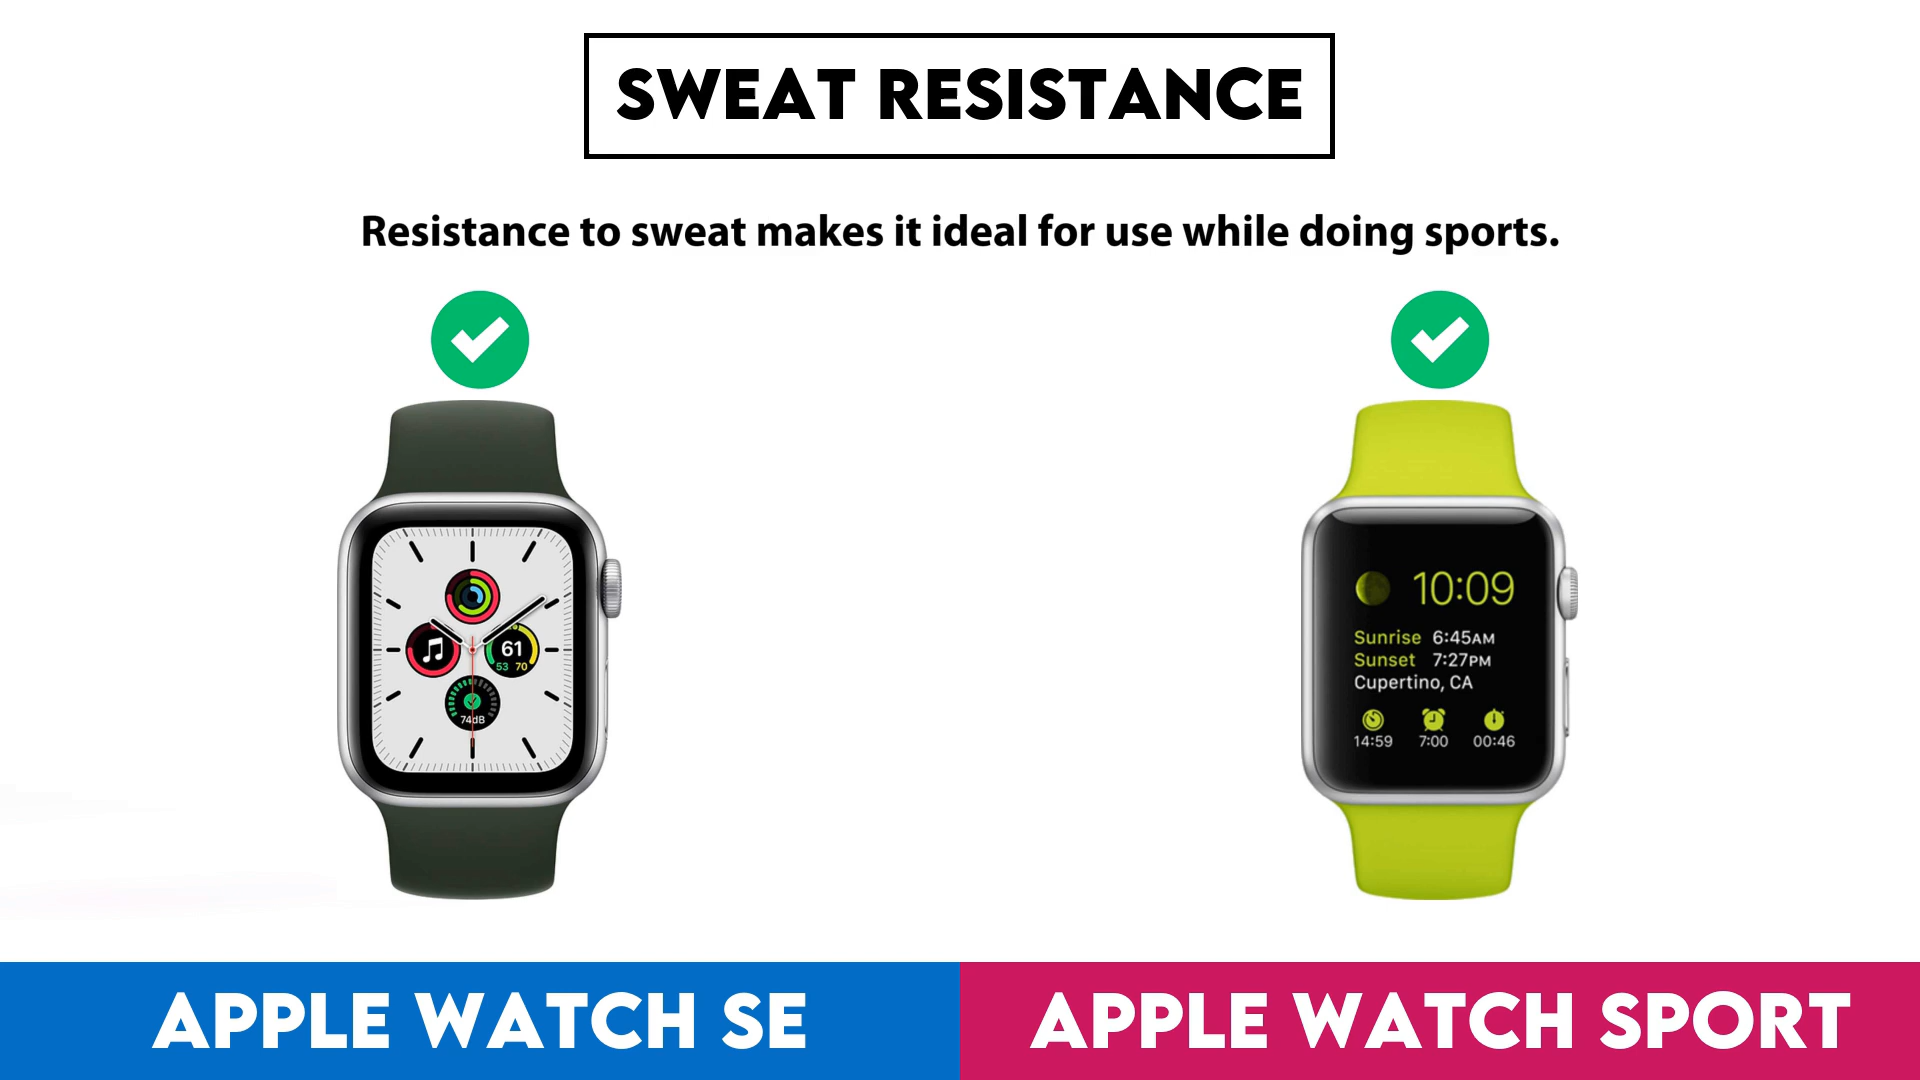 SWEAT RESISTANCE
Resistance to sweat makes it ideal for use while doing sports.
61
53 70
74dB
10:09
Sunrise 6:45AM
Sunset 7:27PM
Cupertino, CA
14:59 7:00 00:46
APPLE WATCH SE
APPLE WATCH SPORT